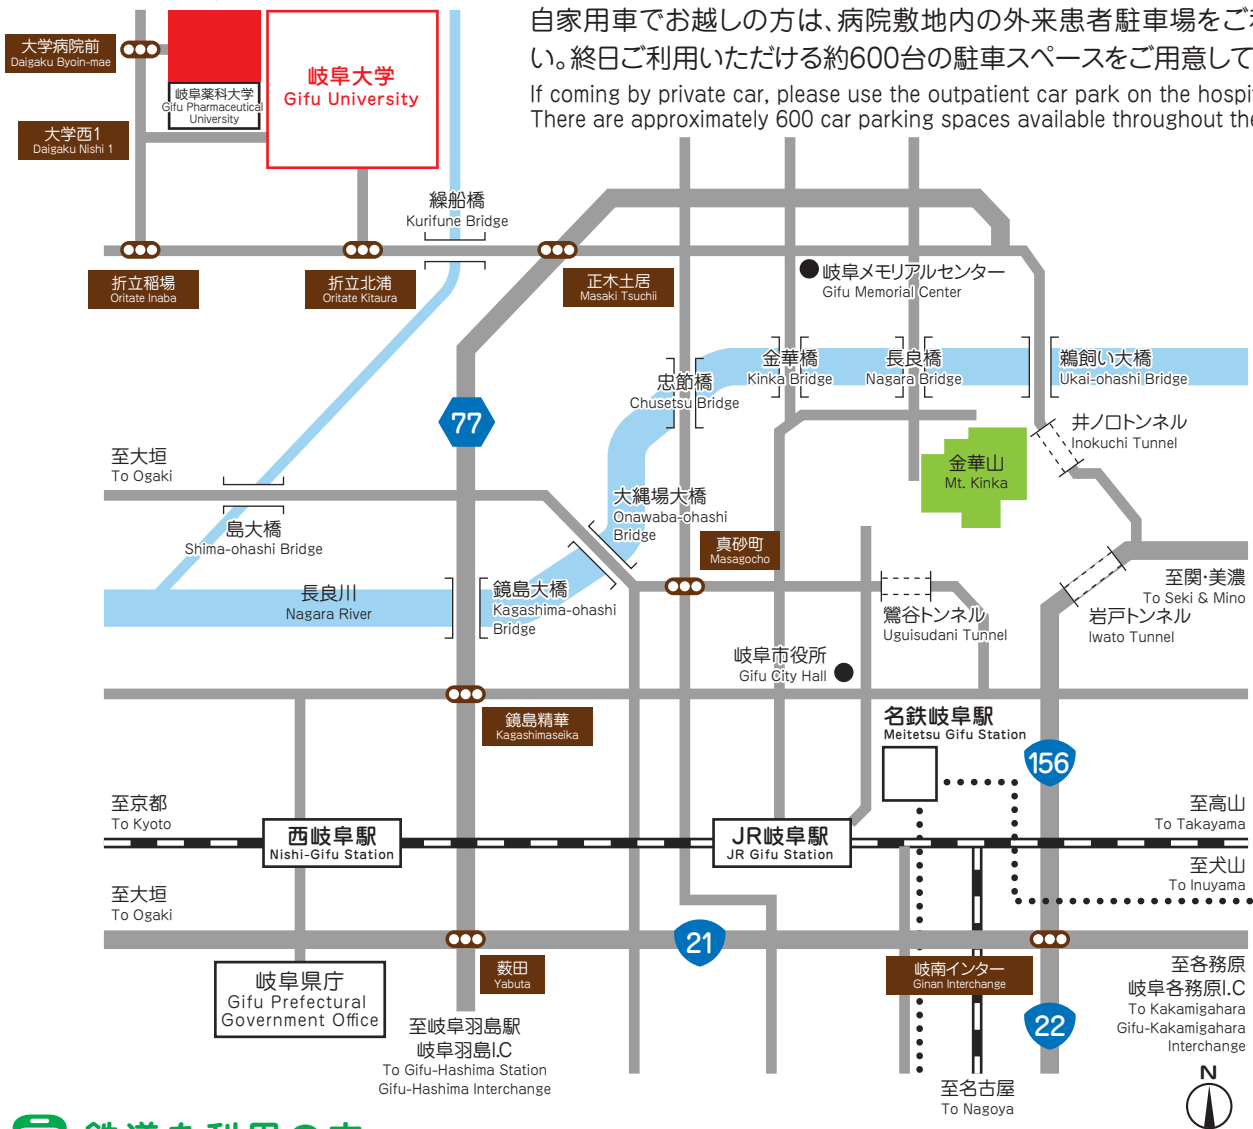 自家用車でお越しの方は、病院敷地内の外来患者駐車場をご
い。終日ご利用いただける約600台の駐車スペースをご用意して
If coming by private car, please use the outpatient car park on the
There are approximately 600 car parking spaces available throughout
大学病院前
Daigaku Byoin-mae
岐阜薬科大学
Gifu Pharmaceutical
University
岐阜大学
Gifu University
大学西1
Daigaku Nishi 1
繰船橋
Kurifune Bridge
折立稲場
Oritate Inaba
折立北浦
Oritate Kitaura
正木土居
Masaki Tsuchii
岐阜メモリアルセンター
Gifu Memorial Center
忠節橋
Chusetsu Bridge
金華橋
Kinka Bridge
長良橋
Nagara Bridge
鵜飼い大橋
Ukai-ohashi Bridge
77
井ノ口トンネル
Inokuchi Tunnel
至大垣
To Ogaki
金華山
Mt. Kinka
島大橋
Shima-ohashi Bridge
大縄場大橋
Onawaba-ohashi
Bridge
真砂町
Masagocho
長良川
Nagara River
鏡島大橋
Kagashima-ohashi
Bridge
鶯谷トンネル
Uguisudani Tunnel
至関・美濃
To Seki & Mino
岩戸トンネル
Iwato Tunnel
岐阜市役所
Gifu City Hall
鏡島精華
Kagashimaseika
名鉄岐阜駅
Meitetsu Gifu Station
156
至京都
To Kyoto
西岐阜駅
Nishi-Gifu Station
JR岐阜駅
JR Gifu Station
至高山
To Takayama
至犬山
To Inuyama
至大垣
To Ogaki
21
岐阜県庁
Gifu Prefectural
Government Office
薮田
Yabuta
岐南インター
Ginan Interchange
22
至各務原
岐阜各務原I.C
To Kakamigahara
Gifu-Kakamigahara
Interchange
至岐阜羽島駅
岐阜羽島I.C
To Gifu-Hashima Station
Gifu-Hashima Interchange
至名古屋
To Nagoya
N